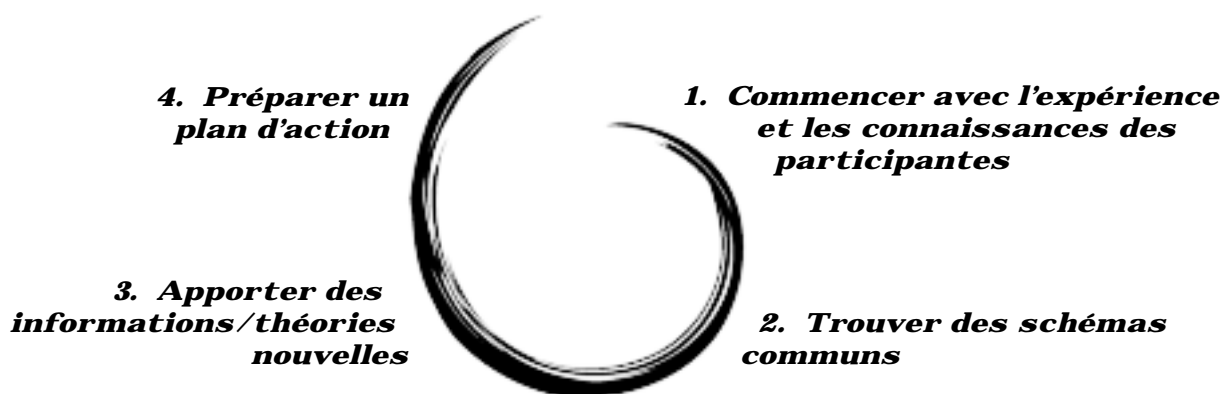 1. Commencer avec l'expérience
et les connaissances des
participantes
2. Trouver des schémas
communs
3. Apporter des
informations/théories
nouvelles
4. Préparer un
plan d'action